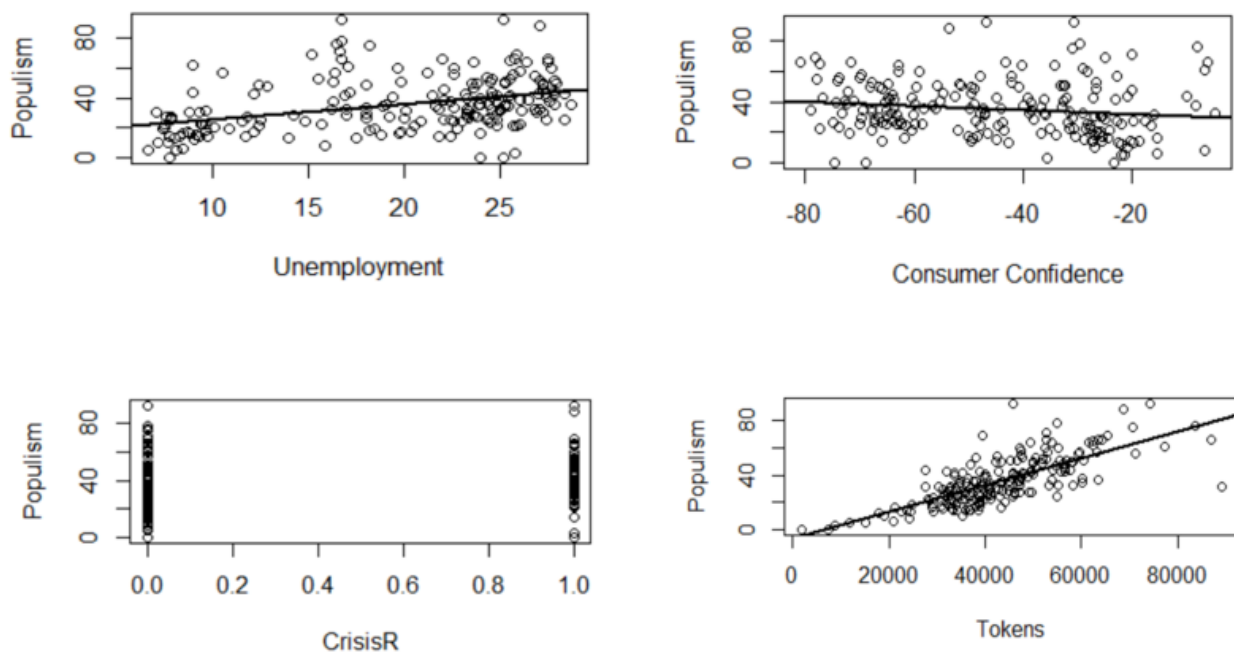 Populism
0 40 80
10 15 20 25
Unemployment
Populism
0 40 80
-80 -60 -40 -20
Consumer Confidence
Populism
0 40 80
0.0 0.2 0.4 0.6 0.8 1.0
CrisisR
Populism
0 40 80
0 20000 40000 60000 80000
Tokens